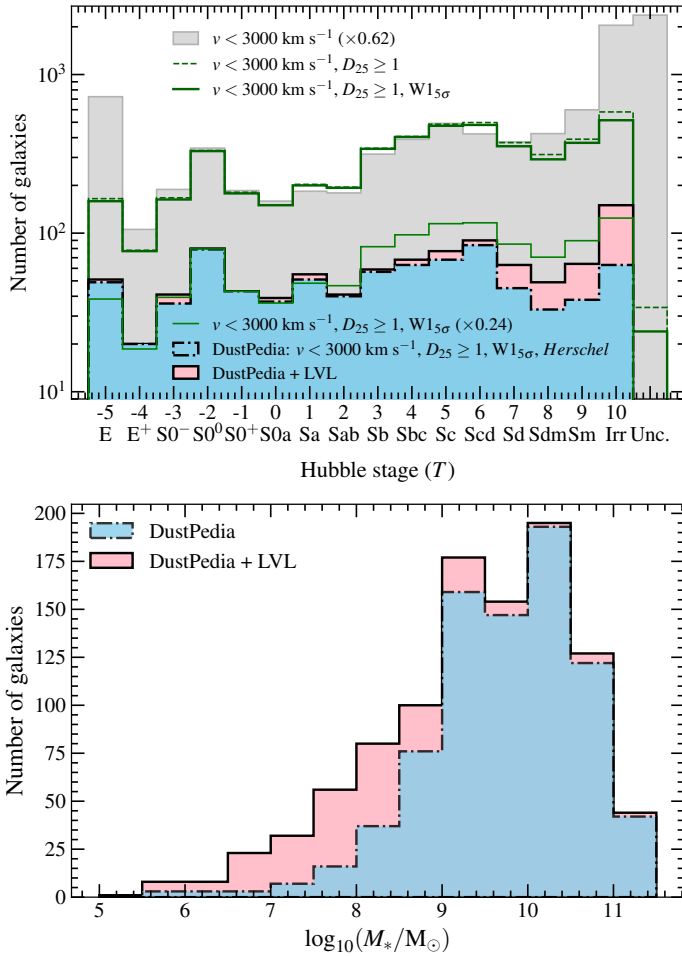 v < 3000 km s⁻¹ (×0.62)
v < 3000 km s⁻¹, D₂₅ ≥ 1
v < 3000 km s⁻¹, D₂₅ ≥ 1, W1₅σ
10³
10²
10¹
Number of galaxies
v < 3000 km s⁻¹, D₂₅ ≥ 1, W1₅σ (×0.24)
DustPedia: v < 3000 km s⁻¹, D₂₅ ≥ 1, W1₅σ, Herschel
DustPedia + LVL
-5 -4 -3 -2 -1 0 1 2 3 4 5 6 7 8 9 10
E E⁺ S0⁻ S0⁰ S0⁺ S0a Sa Sab Sb Sbc Sc Scd Sd Sdm Sm Irr Unc.
Hubble stage (T)
DustPedia
DustPedia + LVL
200
175
150
125
100
75
50
25
0
Number of galaxies
5 6 7 8 9 10 11
log₁₀(M∗/M⊙)